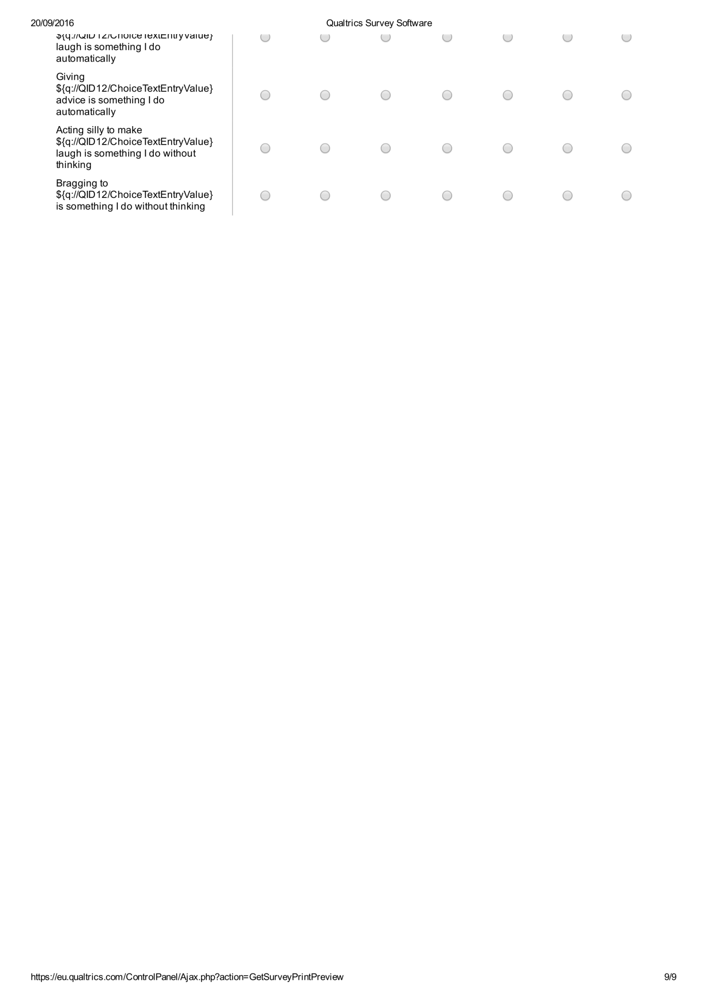 20/09/2016 Qualtrics Survey Software
${q://QID12/ChoiceTextEntryValue}
laugh is something I do
automatically
Giving
${q://QID12/ChoiceTextEntryValue}
advice is something I do
automatically
Acting silly to make
${q://QID12/ChoiceTextEntryValue}
laugh is something I do without
thinking
Bragging to
${q://QID12/ChoiceTextEntryValue}
is something I do without thinking
https://eu.qualtrics.com/ControlPanel/Ajax.php?action=GetSurveyPrintPreview 9/9